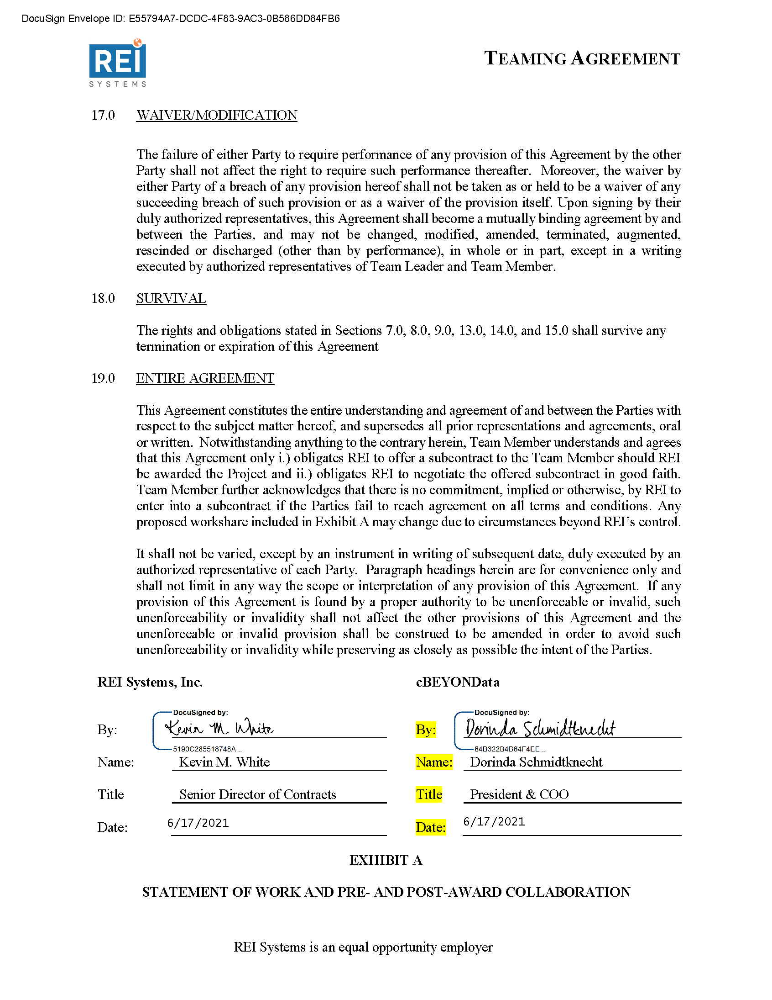 DocuSign Envelope ID: E55794A7-DCDC-4F83-9AC3-0B586DD84FB6
REI
SYSTEMS
TEAMING AGREEMENT
17.0 WAIVER/MODIFICATION
The failure of either Party to require performance of any provision of this Agreement by the other
Party shall not affect the right to require such performance thereafter. Moreover, the waiver by
either Party of a breach of any provision hereof shall not be taken as or held to be a waiver of any
succeeding breach of such provision or as a waiver of the provision itself. Upon signing by their
duly authorized representatives, this Agreement shall become a mutually binding agreement by and
between the Parties, and may not be changed, modified, amended, terminated, augmented,
rescinded or discharged (other than by performance), in whole or in part, except in a writing
executed by authorized representatives of Team Leader and Team Member.
18.0 SURVIVAL
The rights and obligations stated in Sections 7.0, 8.0, 9.0, 13.0, 14.0, and 15.0 shall survive any
termination or expiration of this Agreement
19.0 ENTIRE AGREEMENT
This Agreement constitutes the entire understanding and agreement of and between the Parties with
respect to the subject matter hereof, and supersedes all prior representations and agreements, oral
or written. Notwithstanding anything to the contrary herein, Team Member understands and agrees
that this Agreement only i.) obligates REI to offer a subcontract to the Team Member should REI
be awarded the Project and ii.) obligates REI to negotiate the offered subcontract in good faith.
Team Member further acknowledges that there is no commitment, implied or otherwise, by REI to
enter into a subcontract if the Parties fail to reach agreement on all terms and conditions. Any
proposed workshare included in Exhibit A may change due to circumstances beyond REI's control.
It shall not be varied, except by an instrument in writing of subsequent date, duly executed by an
authorized representative of each Party. Paragraph headings herein are for convenience only and
shall not limit in any way the scope or interpretation of any provision of this Agreement. If any
provision of this Agreement is found by a proper authority to be unenforceable or invalid, such
unenforceability or invalidity shall not affect the other provisions of this Agreement and the
unenforceable or invalid provision shall be construed to be amended in order to avoid such
unenforceability or invalidity while preserving as closely as possible the intent of the Parties.
REI Systems, Inc. cBEYONData
DocuSigned by: DocuSigned by:
By: Kevin M. White By: Dorinda Schmidtknecht
5190C285518748A... 84B322B4B64F4EE...
Name: Kevin M. White Name: Dorinda Schmidtknecht
Title Senior Director of Contracts Title President & COO
Date: 6/17/2021 Date: 6/17/2021
EXHIBIT A
STATEMENT OF WORK AND PRE- AND POST-AWARD COLLABORATION
REI Systems is an equal opportunity employer